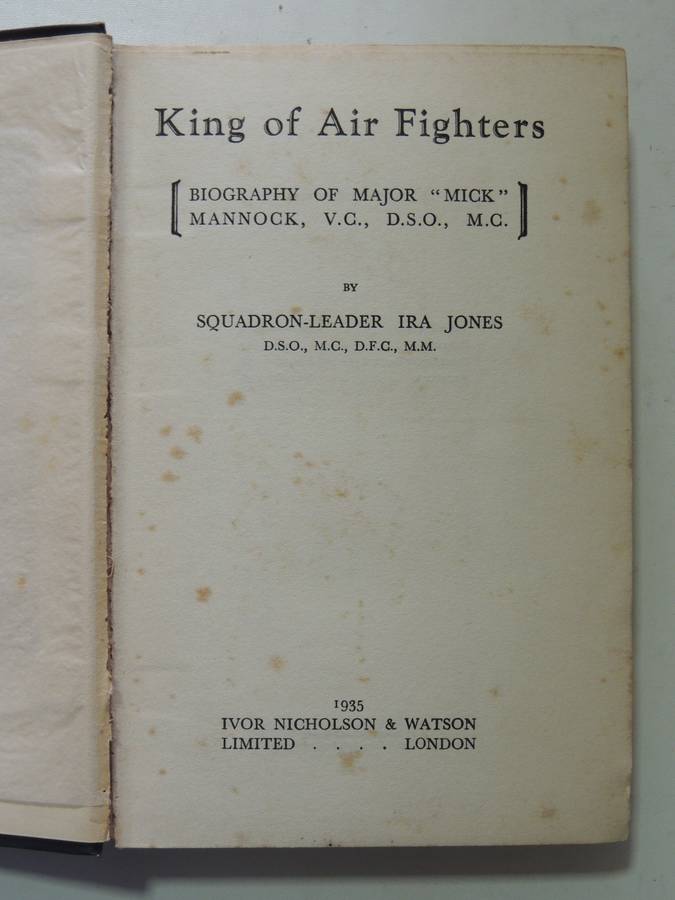 King of Air Fighters
BIOGRAPHY OF MAJOR “MICK”
MANNOCK, V.C., D.S.O., M.C.
BY
SQUADRON-LEADER IRA JONES
D.S.O., M.C., D.F.C., M.M.
1935
IVOR NICHOLSON & WATSON
LIMITED . . . . LONDON